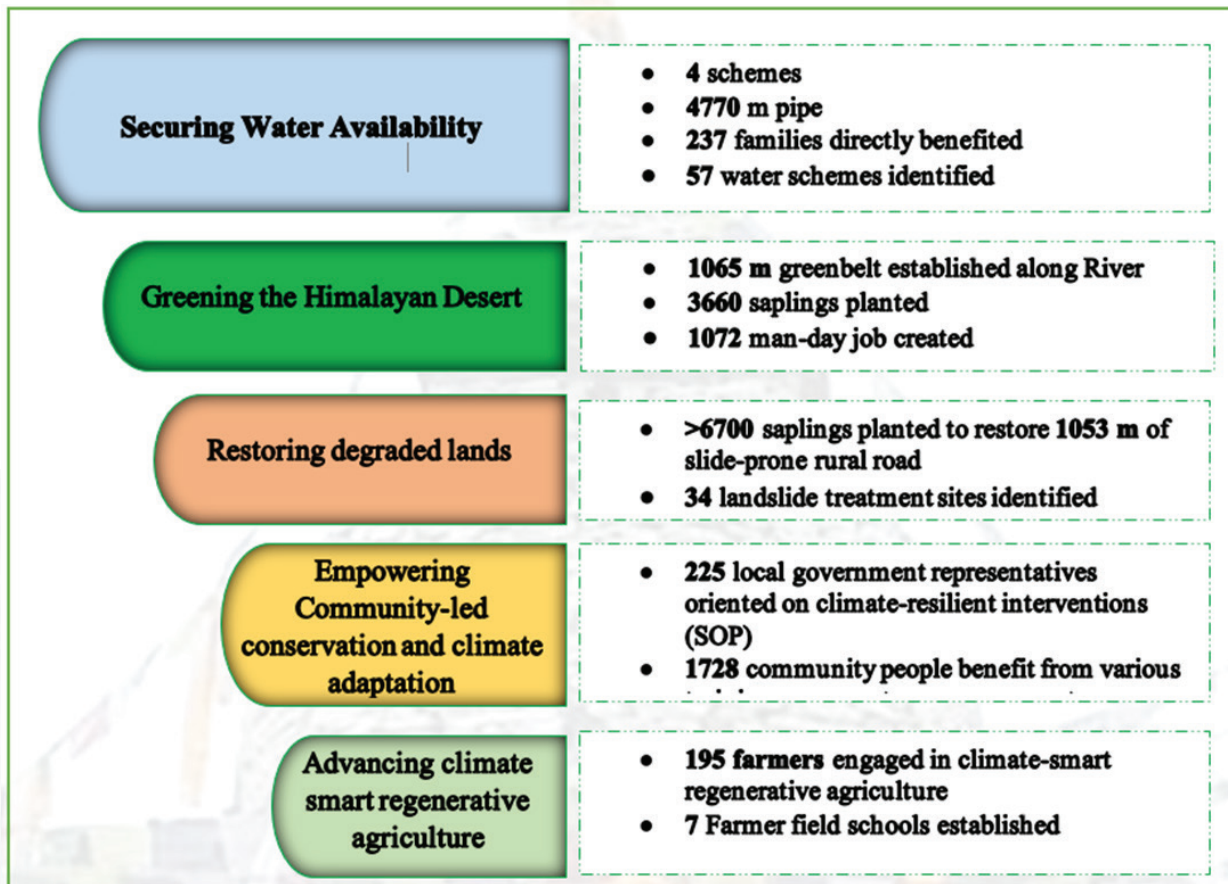 Securing Water Availability
• 4 schemes
• 4770 m pipe
• 237 families directly benefited
• 57 water schemes identified
Greening the Himalayan Desert
• 1065 m greenbelt established along River
• 3660 saplings planted
• 1072 man-day job created
Restoring degraded lands
• >6700 saplings planted to restore 1053 m of
slide-prone rural road
• 34 landslide treatment sites identified
Empowering
Community-led
conservation and climate
adaptation
• 225 local government representatives
oriented on climate-resilient interventions
(SOP)
• 1728 community people benefit from various
Advancing climate
smart regenerative
agriculture
• 195 farmers engaged in climate-smart
regenerative agriculture
• 7 Farmer field schools established